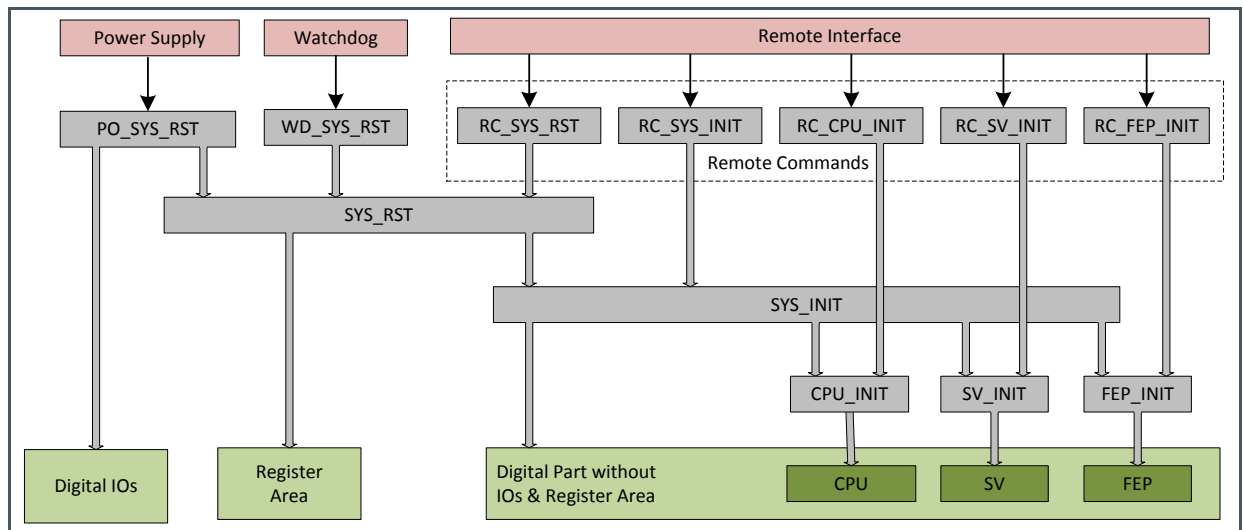 Power Supply
Watchdog
Remote Interface
PO_SYS_RST
WD_SYS_RST
RC_SYS_RST
RC_SYS_INIT
RC_CPU_INIT
RC_SV_INIT
RC_FEP_INIT
Remote Commands
SYS_RST
SYS_INIT
CPU_INIT
SV_INIT
FEP_INIT
Digital IOs
Register
Area
Digital Part without
IOs & Register Area
CPU
SV
FEP